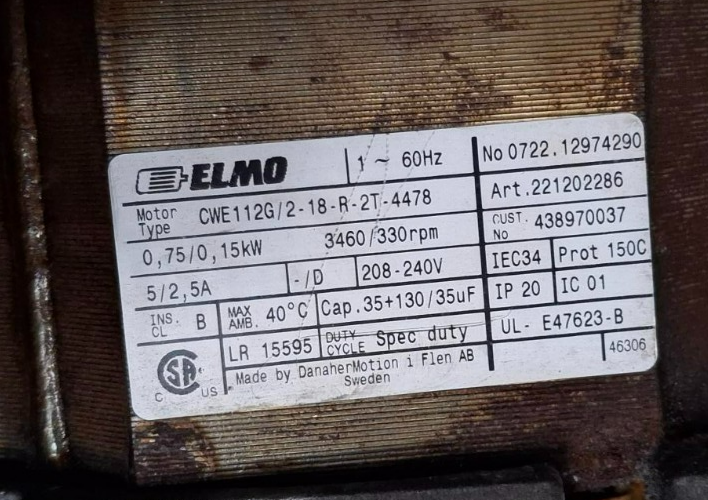 ELMO 1 ~ 60Hz No 0722.12974290
Motor Type CWE112G/2-18-R-2T-4478 Art.221202286
0,75/0,15kW 3460/330rpm CUST. No 438970037
5/2,5A -/D 208-240V IEC34 Prot 150C
INS. CL B MAX AMB. 40°C Cap.35+130/35uF IP 20 IC 01
LR 15595 DUTY CYCLE Spec duty UL- E47623-B
CSA C US Made by DanaherMotion i Flen AB 46306
Sweden